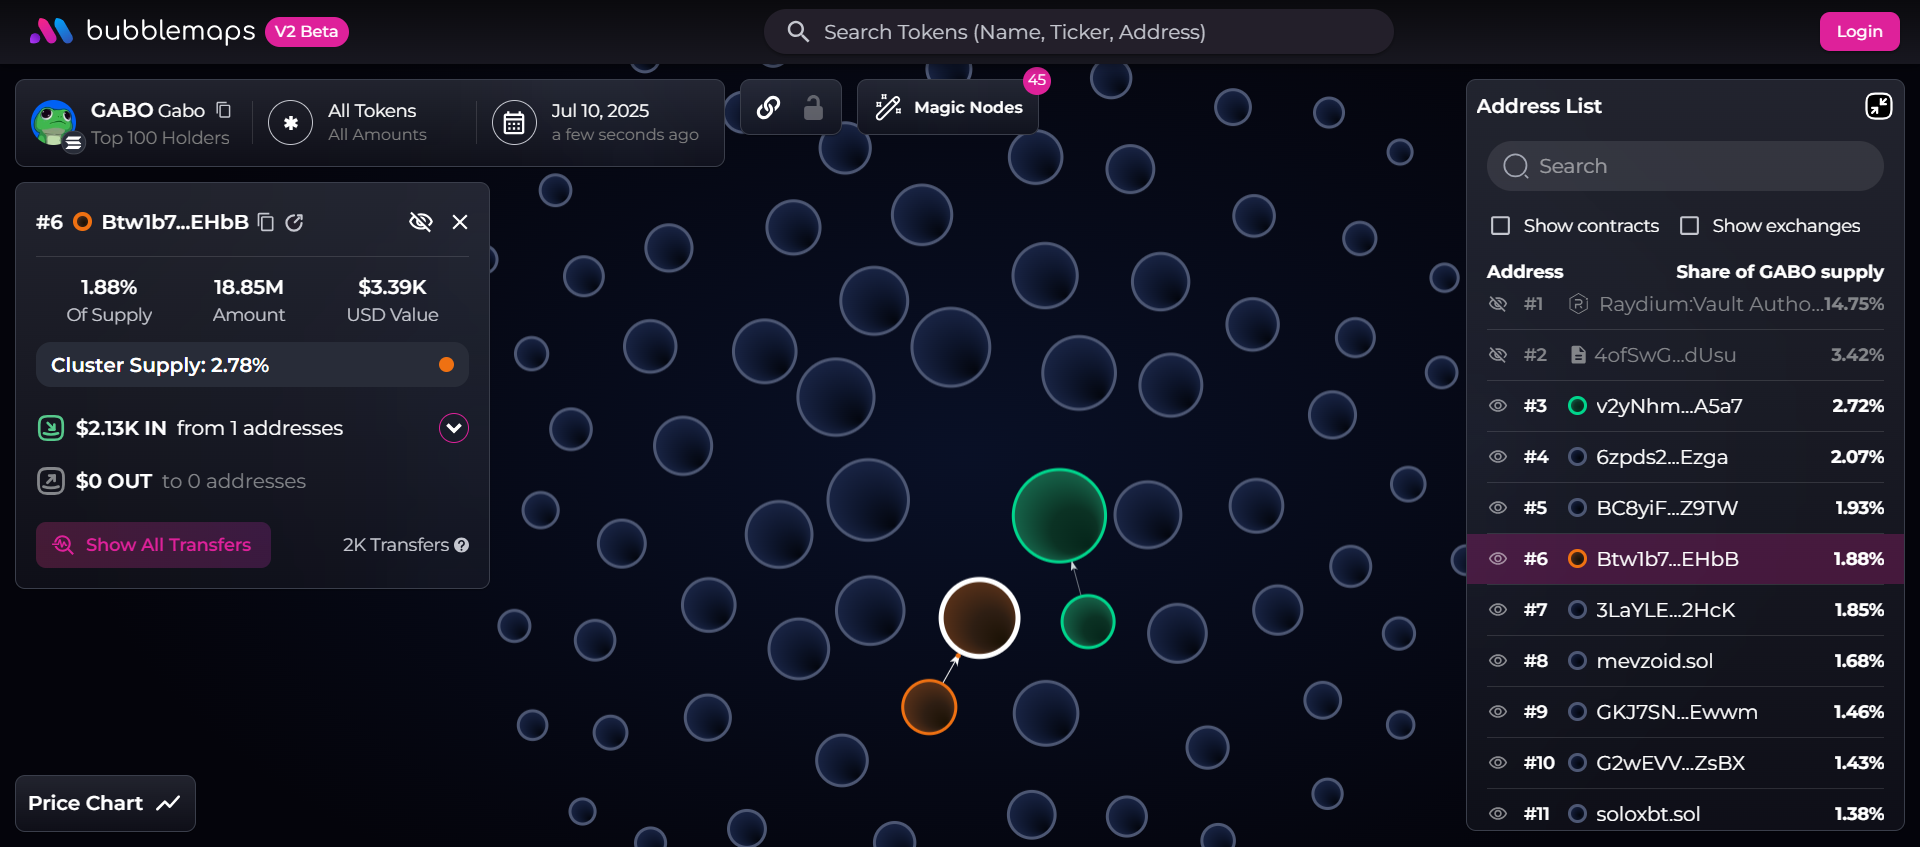 bubblemaps V2 Beta
Search Tokens (Name, Ticker, Address)
Login
GABO Gabo
Top 100 Holders
All Tokens
All Amounts
Jul 10, 2025
a few seconds ago
Magic Nodes
45
#6 Btw1b7...EHbB
1.88%
Of Supply
18.85M
Amount
$3.39K
USD Value
Cluster Supply: 2.78%
$2.13K IN from 1 addresses
$0 OUT to 0 addresses
Show All Transfers
2K Transfers ?
Price Chart
Address List
Search
Show contracts Show exchanges
Address Share of GABO supply
#1 Raydium:Vault Autho... 14.75%
#2 4ofSwG...dUsu 3.42%
#3 v2yNhm...A5a7 2.72%
#4 6zpds2...Ezga 2.07%
#5 BC8yiF...Z9TW 1.93%
#6 Btw1b7...EHbB 1.88%
#7 3LaYLE...2HcK 1.85%
#8 mevzoid.sol 1.68%
#9 GKJ7SN...Ewwm 1.46%
#10 G2wEVV...ZsBX 1.43%
#11 soloxbt.sol 1.38%